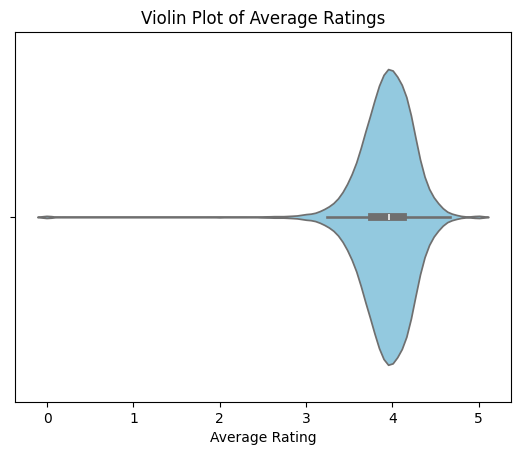 Violin Plot of Average Ratings
0 1 2 3 4 5
Average Rating